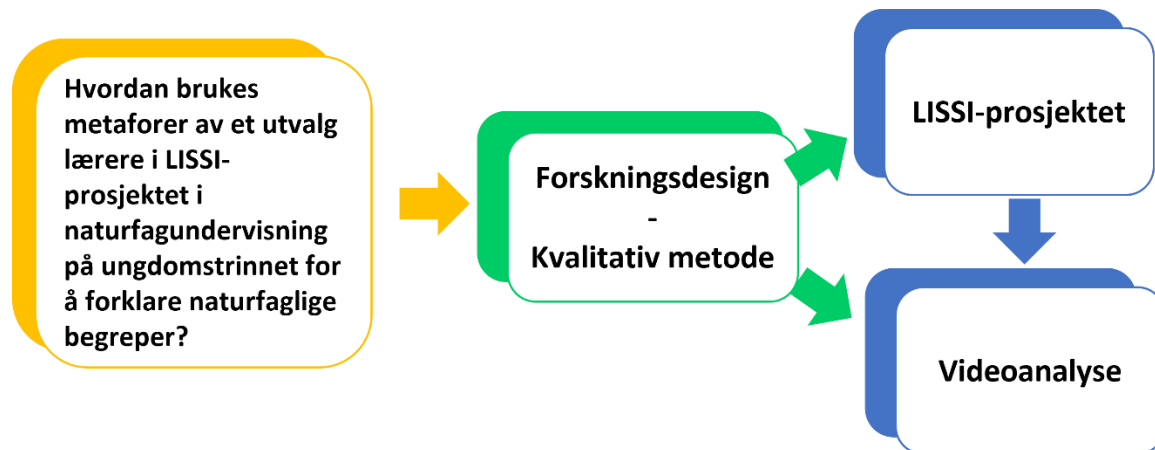 Hvordan brukes
metaforer av et utvalg
lærere i LISSI-
prosjektet i
naturfagundervisning
på ungdomstrinnet for
å forklare naturfaglige
begreper?
Forskningsdesign
-
Kvalitativ metode
LISSI-prosjektet
Videoanalyse